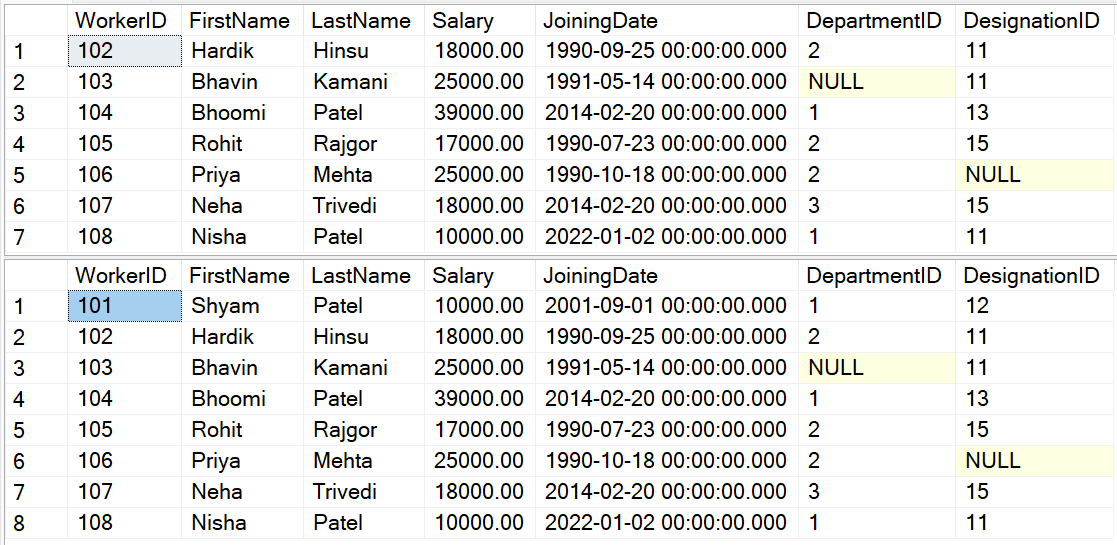 WorkerID FirstName LastName Salary JoiningDate DepartmentID DesignationID
1 102 Hardik Hinsu 18000.00 1990-09-25 00:00:00.000 2 11
2 103 Bhavin Kamani 25000.00 1991-05-14 00:00:00.000 NULL 11
3 104 Bhoomi Patel 39000.00 2014-02-20 00:00:00.000 1 13
4 105 Rohit Rajgor 17000.00 1990-07-23 00:00:00.000 2 15
5 106 Priya Mehta 25000.00 1990-10-18 00:00:00.000 2 NULL
6 107 Neha Trivedi 18000.00 2014-02-20 00:00:00.000 3 15
7 108 Nisha Patel 10000.00 2022-01-02 00:00:00.000 1 11
WorkerID FirstName LastName Salary JoiningDate DepartmentID DesignationID
1 101 Shyam Patel 10000.00 2001-09-01 00:00:00.000 1 12
2 102 Hardik Hinsu 18000.00 1990-09-25 00:00:00.000 2 11
3 103 Bhavin Kamani 25000.00 1991-05-14 00:00:00.000 NULL 11
4 104 Bhoomi Patel 39000.00 2014-02-20 00:00:00.000 1 13
5 105 Rohit Rajgor 17000.00 1990-07-23 00:00:00.000 2 15
6 106 Priya Mehta 25000.00 1990-10-18 00:00:00.000 2 NULL
7 107 Neha Trivedi 18000.00 2014-02-20 00:00:00.000 3 15
8 108 Nisha Patel 10000.00 2022-01-02 00:00:00.000 1 11